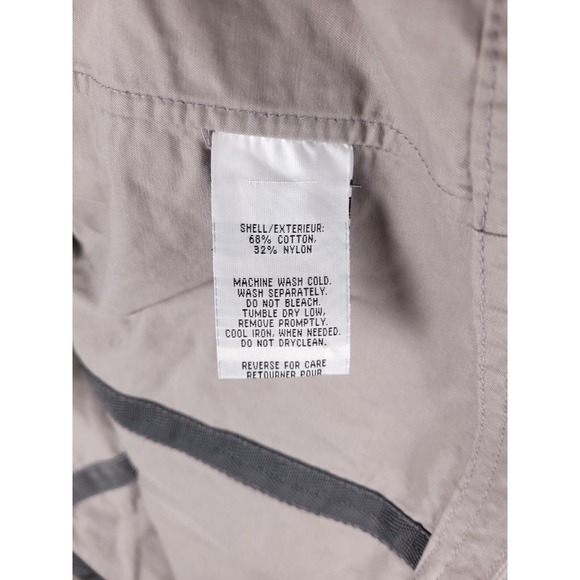 SHELL/EXTERIEUR:
68% COTTON,
32% NYLON
MACHINE WASH COLD.
WASH SEPARATELY.
DO NOT BLEACH.
TUMBLE DRY LOW,
REMOVE PROMPTLY.
COOL IRON, WHEN NEEDED.
DO NOT DRYCLEAN.
REVERSE FOR CARE
RETOURNER POUR